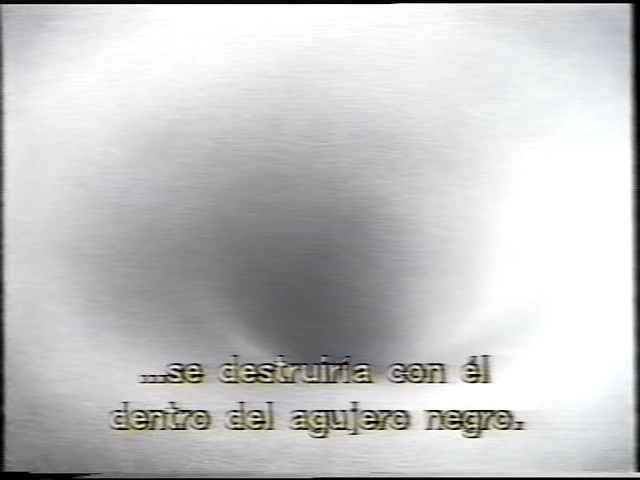 ...se destruiría con él
dentro del agujero negro.